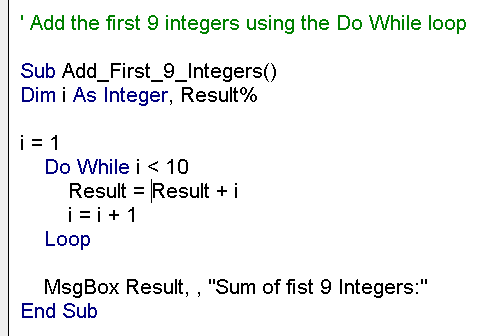 ' Add the first 9 integers using the Do While loop
Sub Add_First_9_Integers()
Dim i As Integer, Result%
i = 1
Do While i < 10
Result = Result + i
i = i + 1
Loop
MsgBox Result, , "Sum of fist 9 Integers:"
End Sub